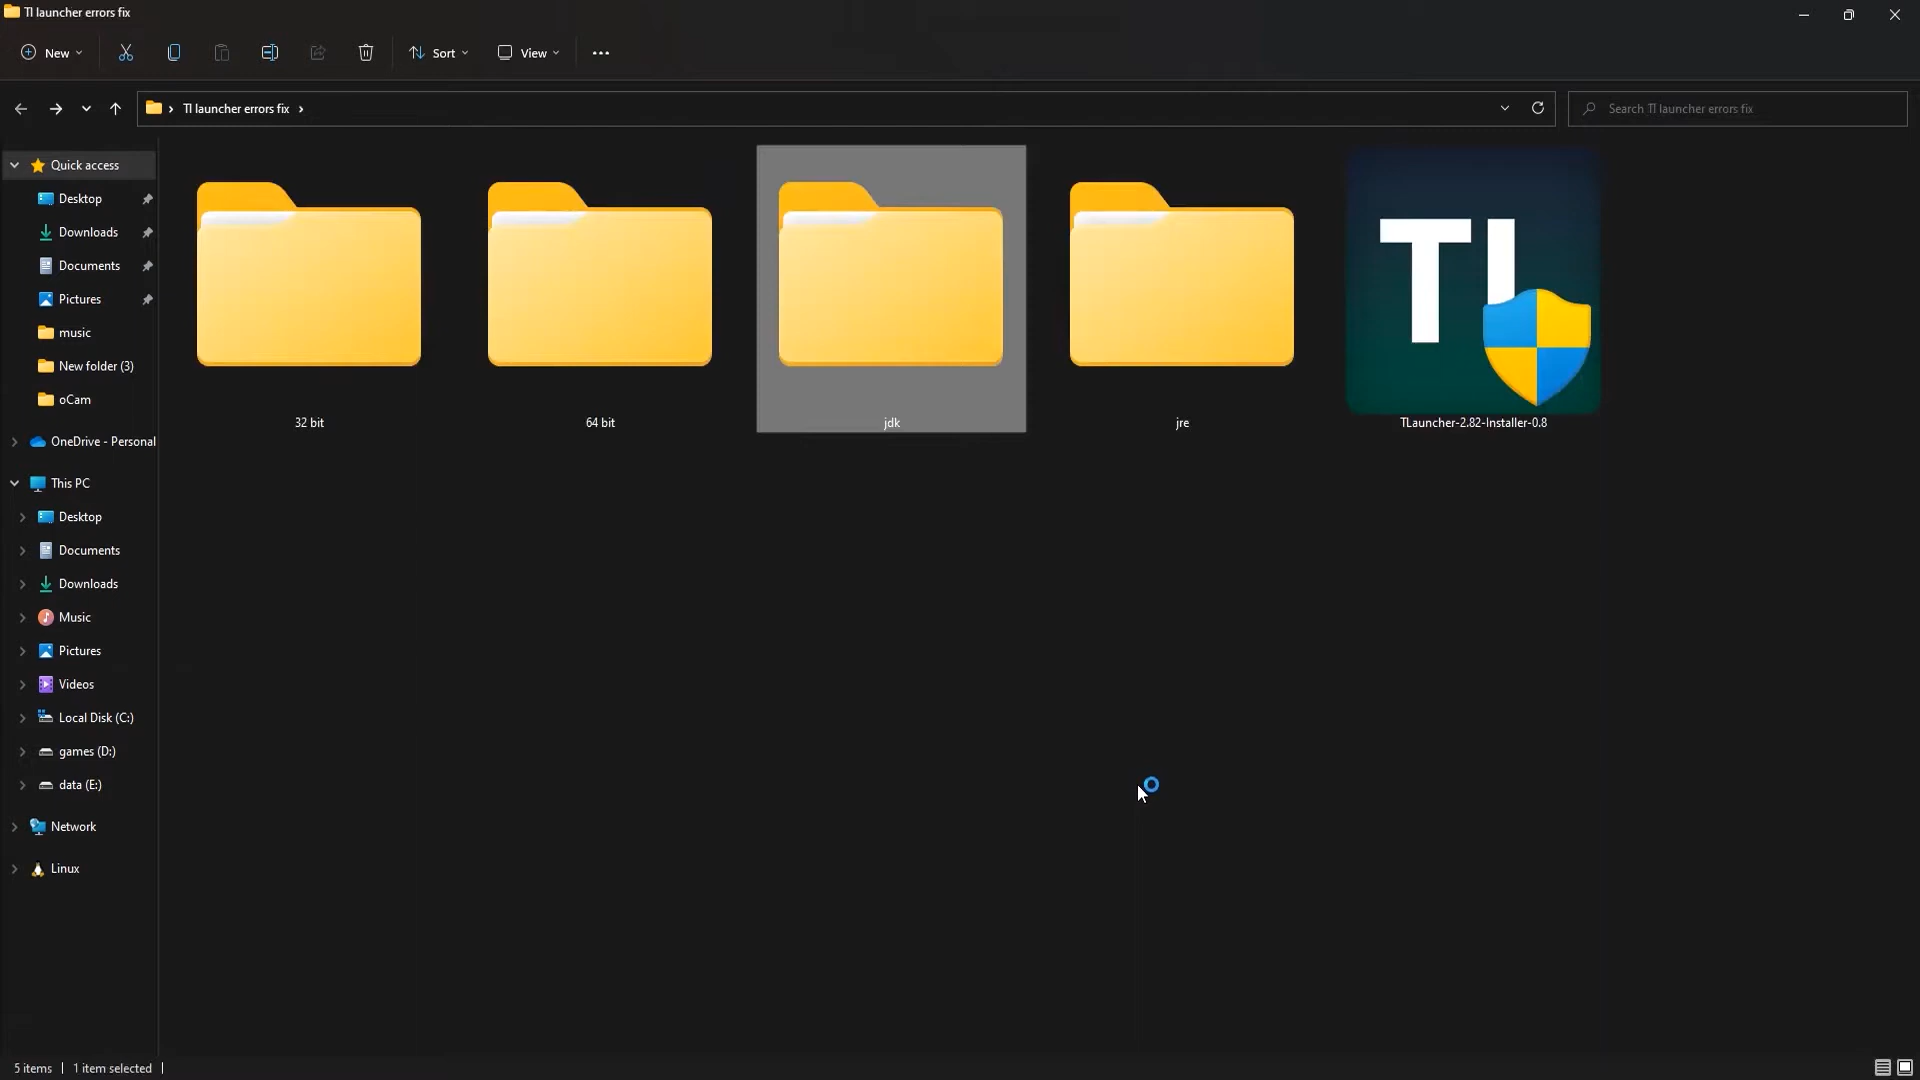 Tl launcher errors fix
New
Sort
View
Tl launcher errors fix
Search Tl launcher errors fix
Quick access
Desktop
Downloads
Documents
Pictures
music
New folder (3)
oCam
OneDrive - Personal
This PC
Desktop
Documents
Downloads
Music
Pictures
Videos
Local Disk (C:)
games (D:)
data (E:)
Network
Linux
TL
32 bit
64 bit
jdk
jre
TLauncher-2.82-Installer-0.8
5 items
1 item selected